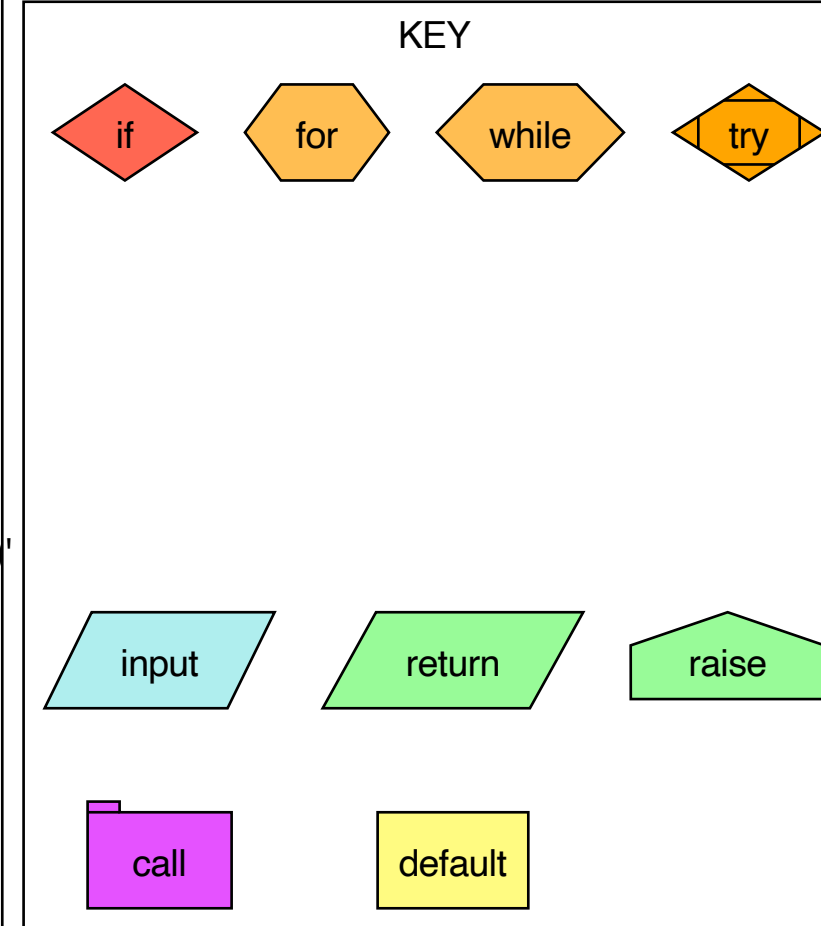 KEY
if for while try
'
input return raise
call default